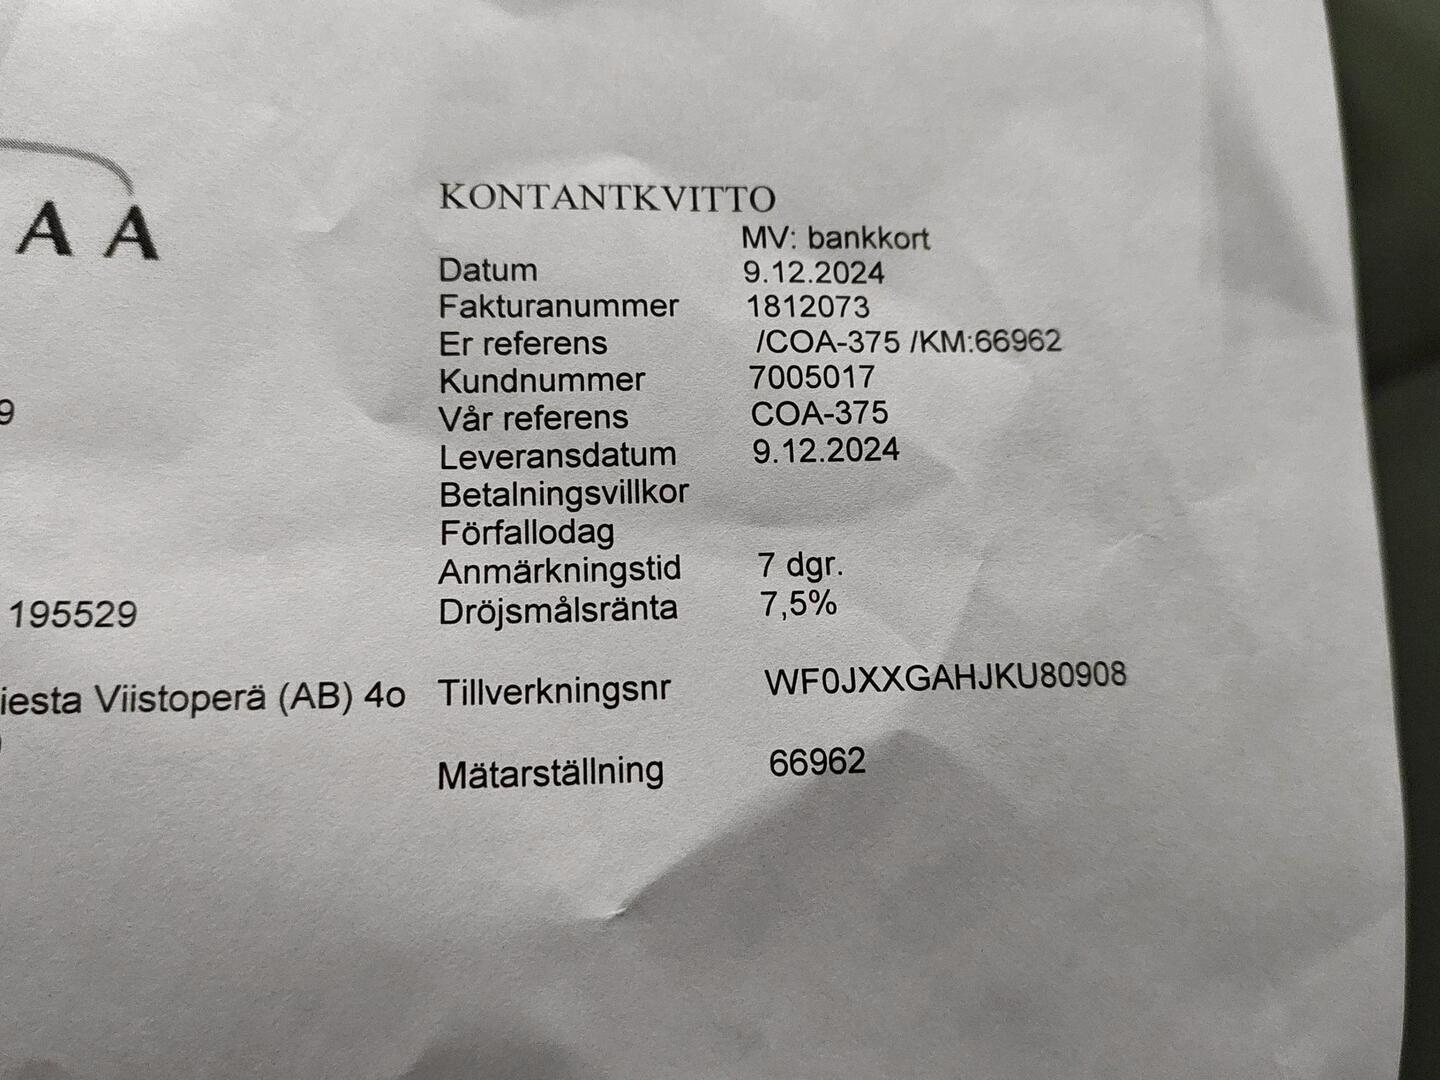 A A
KONTANTKVITTO
MV: bankkort
Datum 9.12.2024
Fakturanummer 1812073
Er referens /COA-375 /KM:66962
Kundnummer 7005017
9
Vår referens COA-375
Leveransdatum 9.12.2024
Betalningsvillkor
Förfallodag
Anmärkningstid 7 dgr.
195529
Dröjsmålsränta 7,5%
iesta Viistoperä (AB) 4o
Tillverkningsnr WF0JXXGAHJKU80908
Mätarställning 66962